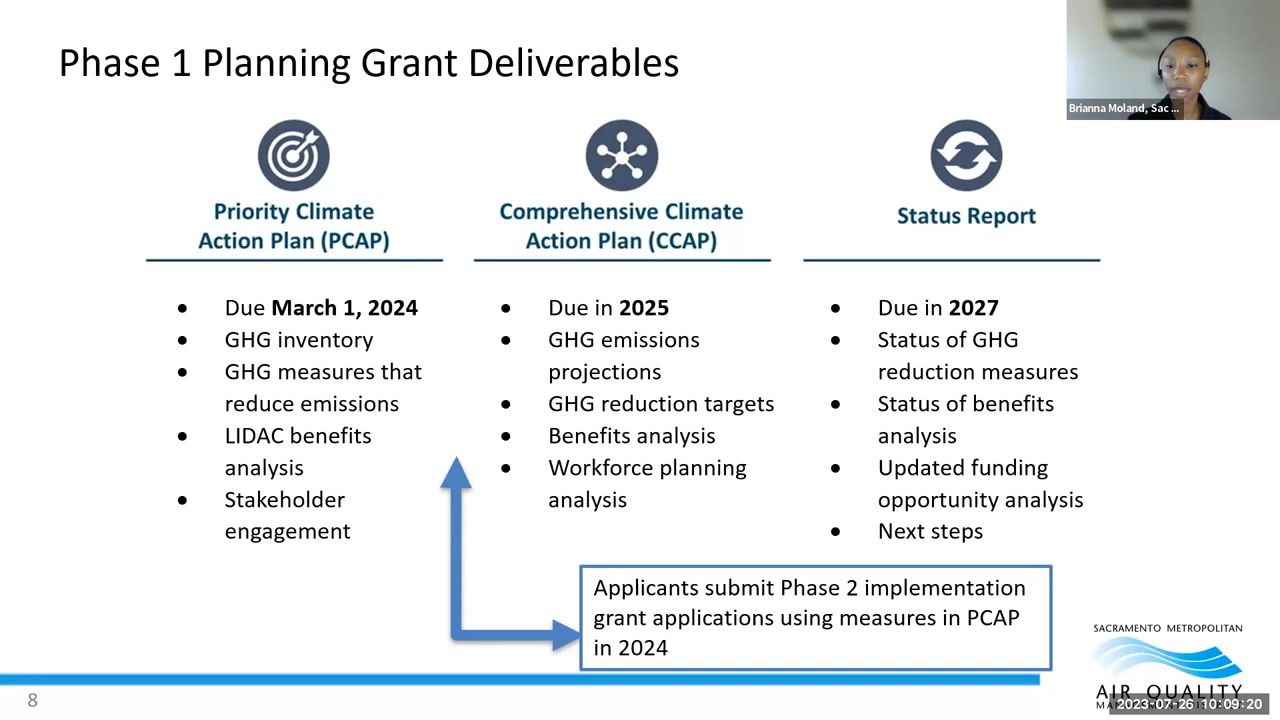 Phase 1 Planning Grant Deliverables
Brianna Moland, Sac ...
Priority Climate
Action Plan (PCAP)
• Due March 1, 2024
• GHG inventory
• GHG measures that
reduce emissions
• LIDAC benefits
analysis
• Stakeholder
engagement
Comprehensive Climate
Action Plan (CCAP)
• Due in 2025
• GHG emissions
projections
• GHG reduction targets
• Benefits analysis
• Workforce planning
analysis
Status Report
• Due in 2027
• Status of GHG
reduction measures
• Status of benefits
analysis
• Updated funding
opportunity analysis
• Next steps
Applicants submit Phase 2 implementation
grant applications using measures in PCAP
in 2024
SACRAMENTO METROPOLITAN
AIR QUALITY
2023-07-26 10:09:20
8